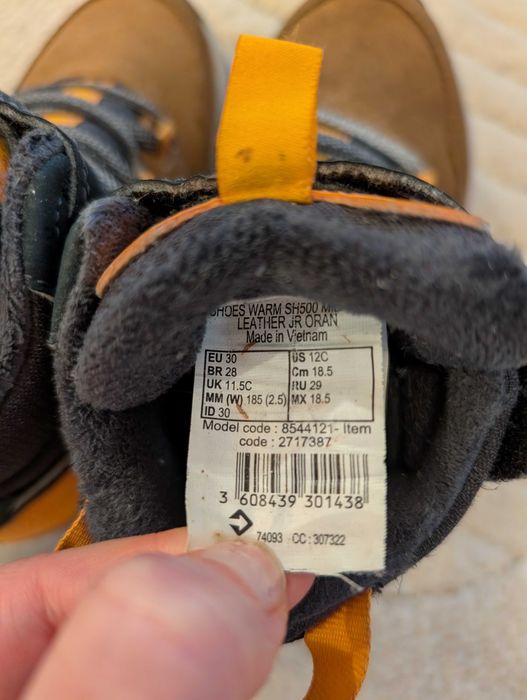 SHOES WARM SH500
LEATHER JR ORAN
Made in Vietnam
EU 30 US 12C
BR 28 Cm 18.5
UK 11.5C RU 29
MM (W) 185 (2.5) MX 18.5
ID 30
Model code : 8544121- Item
code : 2717387
3 608439 301438
74093 CC : 307322